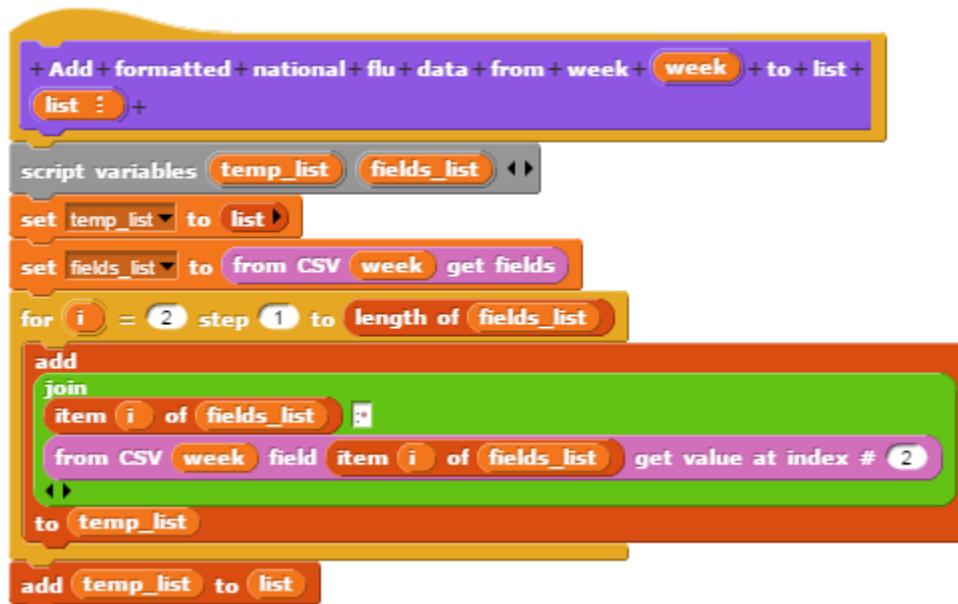 +Add+formatted+national+flu+data+from+week+ week +to+list+
list ⋮ +
script variables temp_list fields_list
set temp_list to list
set fields_list to from CSV week get fields
for i = 2 step 1 to length of fields_list
add
join
item i of fields_list :*
from CSV week field item i of fields_list get value at index # 2
to temp_list
add temp_list to list